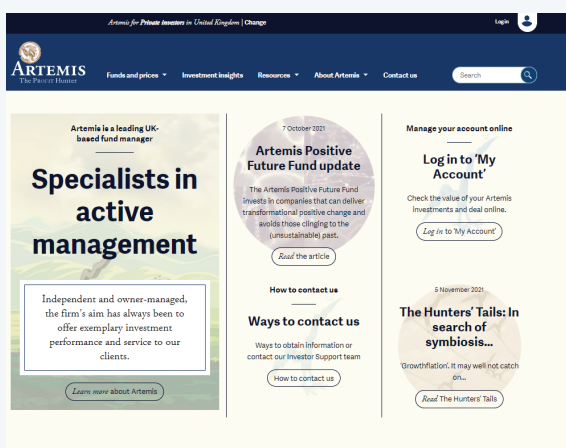 Artemis for Private Investors in United Kingdom | Change
Login
ARTEMIS
The PROFIT Hunter
Funds and prices
Investment insights
Resources
About Artemis
Contact us
Search
Artemis is a leading UK-
based fund manager
Specialists in
active
management
Independent and owner-managed,
the firm's aim has always been to
offer exemplary investment
performance and service to our
clients.
Learn more about Artemis
7 October 2021
Artemis Positive
Future Fund update
The Artemis Positive Future Fund
invests in companies that can deliver
transformational positive change and
avoids those clinging to the
(unsustainable) past.
Read the article
How to contact us
Ways to contact us
Ways to obtain information or
contact our Investor Support team
How to contact us
Manage your account online
Log in to 'My
Account'
Check the value of your Artemis
investments and deal online.
Log in to 'My Account'
5 November 2021
The Hunters' Tails: In
search of
symbiosis...
'Growthflation'. It may well not catch
on...
Read The Hunters' Tails